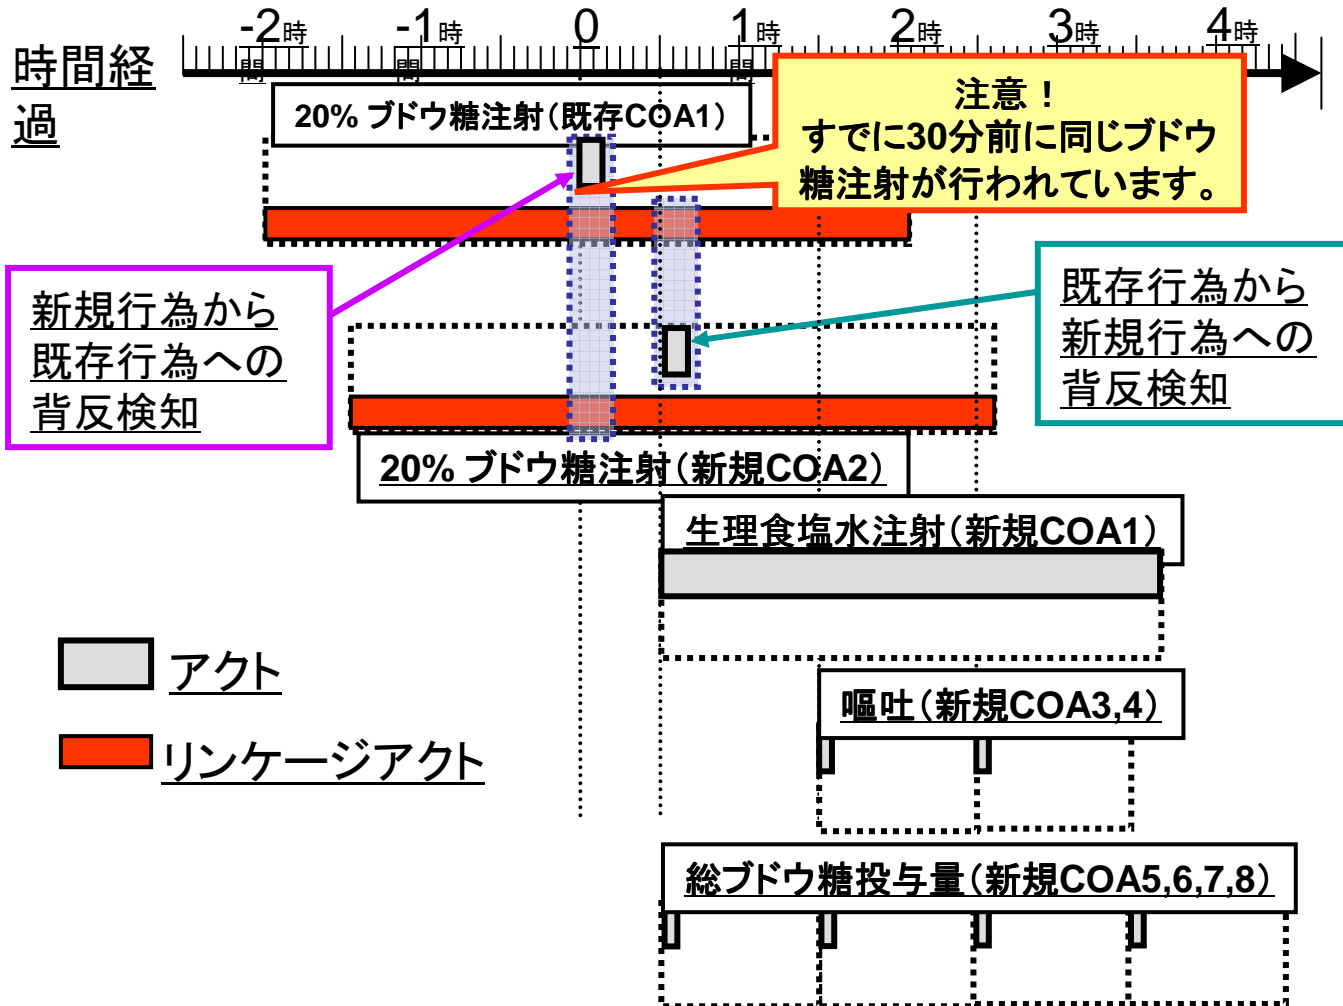 -2時間
-1時間
0
1時間
2時
3時
4時
時間経
過
20% ブドウ糖注射(既存COA1)
注意！
すでに30分前に同じブドウ
糖注射が行われています。
新規行為から
既存行為への
背反検知
既存行為から
新規行為への
背反検知
20% ブドウ糖注射(新規COA2)
生理食塩水注射(新規COA1)
アクト
嘔吐(新規COA3,4)
リンケージアクト
総ブドウ糖投与量(新規COA5,6,7,8)